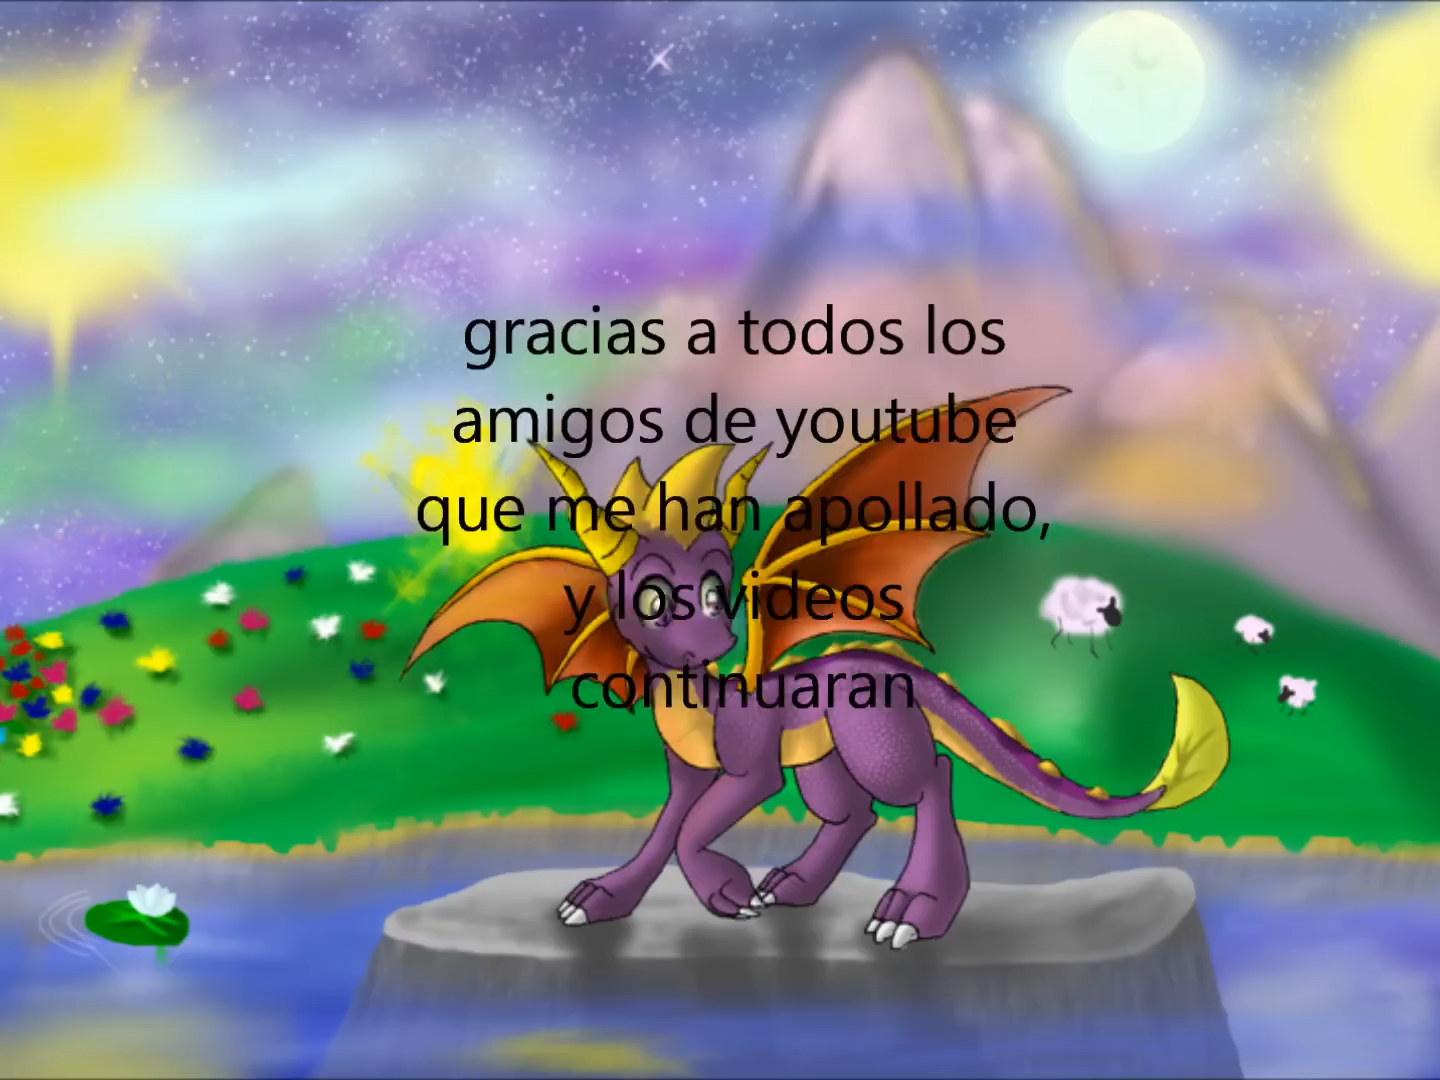 gracias a todos los
amigos de youtube
que me han apollado,
y los videos
continuaran